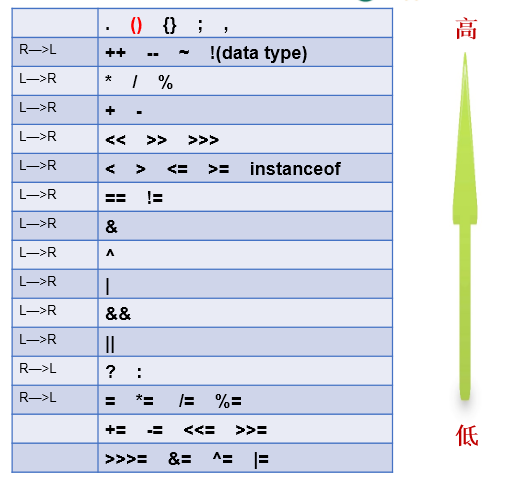 . () {} ; ,
高
R—>L ++ -- ~ !(data type)
L—>R * / %
L—>R + -
L—>R << >> >>>
L—>R < > <= >= instanceof
L—>R == !=
L—>R &
L—>R ^
L—>R |
L—>R &&
L—>R ||
R—>L ? :
R—>L = *= /= %=
+= -= <<= >>=
低
>>>= &= ^= |=